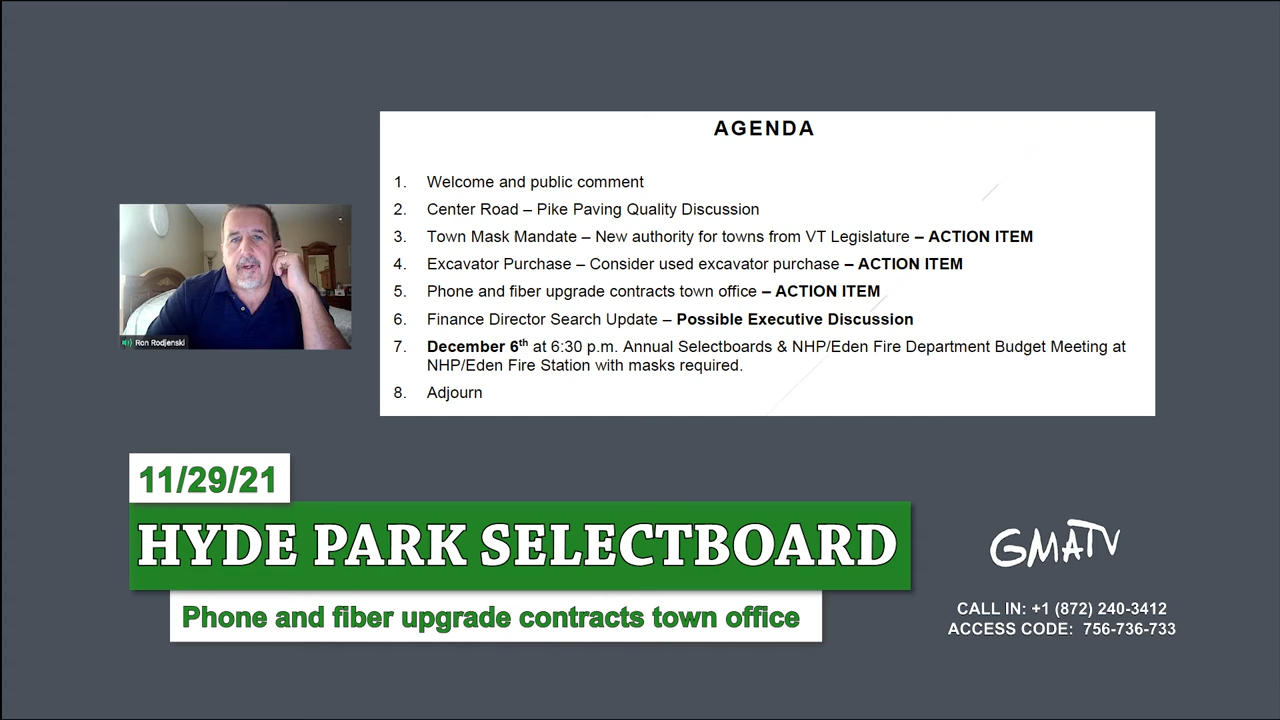 AGENDA
1. Welcome and public comment
2. Center Road – Pike Paving Quality Discussion
3. Town Mask Mandate – New authority for towns from VT Legislature – ACTION ITEM
4. Excavator Purchase – Consider used excavator purchase – ACTION ITEM
5. Phone and fiber upgrade contracts town office – ACTION ITEM
6. Finance Director Search Update – Possible Executive Discussion
7. December 6th at 6:30 p.m. Annual Selectboards & NHP/Eden Fire Department Budget Meeting at
NHP/Eden Fire Station with masks required.
8. Adjourn
Ron Rodjenski
11/29/21
HYDE PARK SELECTBOARD
Phone and fiber upgrade contracts town office
GMATV
CALL IN: +1 (872) 240-3412
ACCESS CODE: 756-736-733